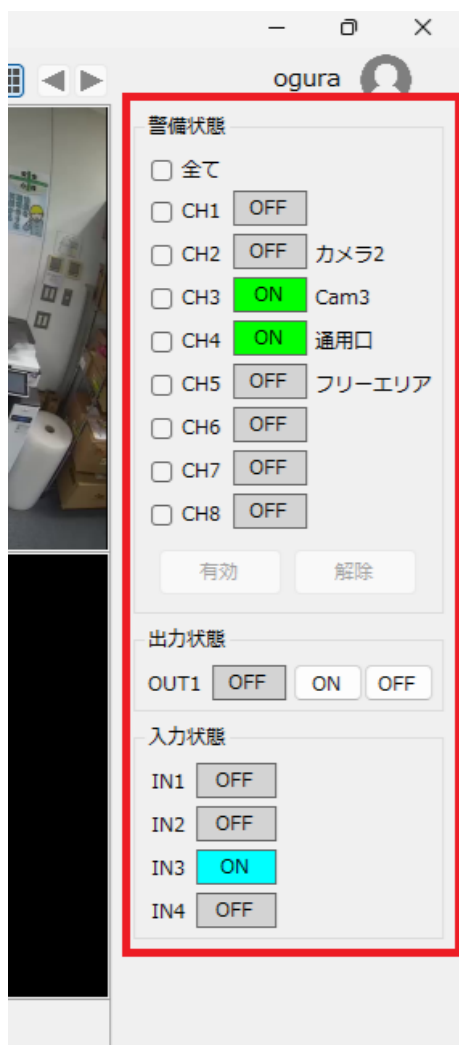 ogura
警備状態
全て
CH1 OFF
CH2 OFF カメラ2
CH3 ON Cam3
CH4 ON 通用口
CH5 OFF フリーエリア
CH6 OFF
CH7 OFF
CH8 OFF
有効 解除
出力状態
OUT1 OFF ON OFF
入力状態
IN1 OFF
IN2 OFF
IN3 ON
IN4 OFF